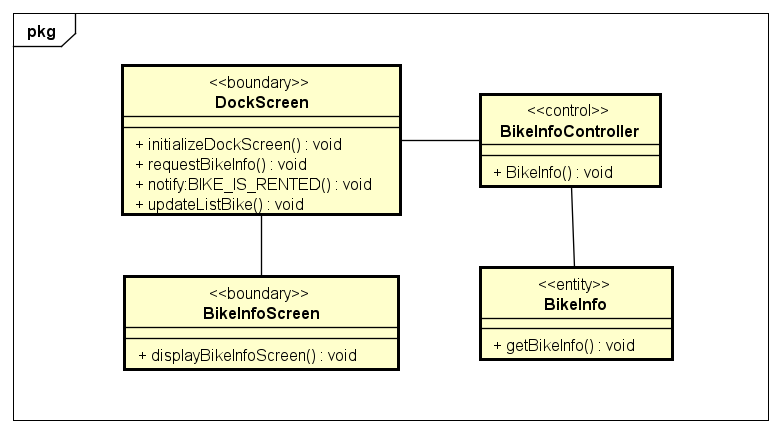 pkg
<<boundary>>
DockScreen
+ initializeDockScreen() : void
+ requestBikeInfo() : void
+ notify:BIKE_IS_RENTED() : void
+ updateListBike() : void
<<control>>
BikeInfoController
+ BikeInfo() : void
<<boundary>>
BikeInfoScreen
+ displayBikeInfoScreen() : void
<<entity>>
BikeInfo
+ getBikeInfo() : void